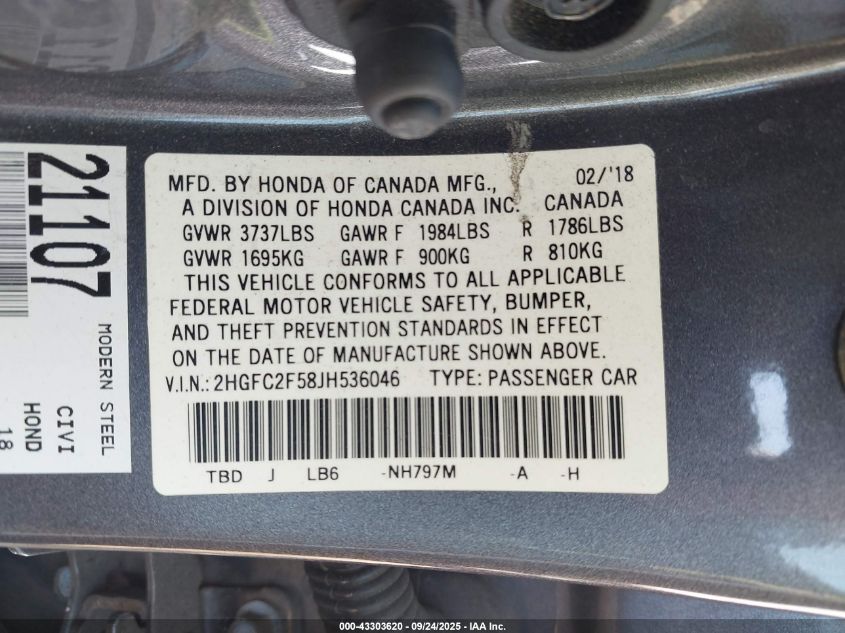 MFD. BY HONDA OF CANADA MFG., 02/'18
A DIVISION OF HONDA CANADA INC. CANADA
GVWR 3737LBS GAWR F 1984LBS R 1786LBS
GVWR 1695KG GAWR F 900KG R 810KG
THIS VEHICLE CONFORMS TO ALL APPLICABLE
FEDERAL MOTOR VEHICLE SAFETY, BUMPER,
AND THEFT PREVENTION STANDARDS IN EFFECT
ON THE DATE OF MANUFACTURE SHOWN ABOVE.
V.I.N.: 2HGFC2F58JH536046 TYPE: PASSENGER CAR
TBD J LB6 -NH797M -A -H
21107
MODERN STEEL
CIVI
HOND
18
000-43303620 - 09/24/2025 - IAA Inc.